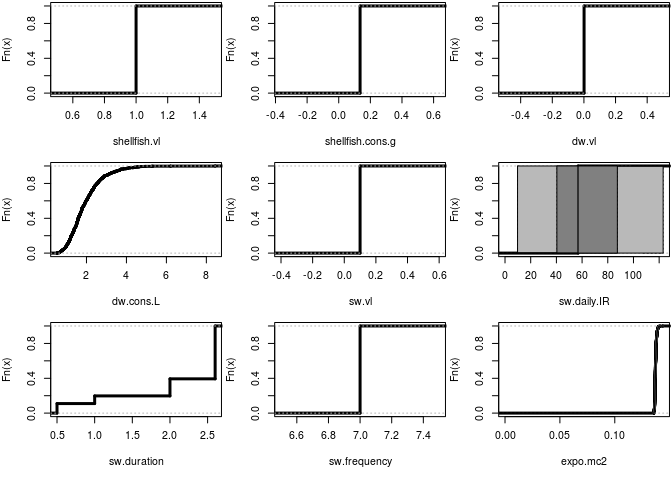 Fn(x)
0.0 0.4 0.8
0.6 0.8 1.0 1.2 1.4
shellfish.vl
Fn(x)
0.0 0.4 0.8
-0.4 -0.2 0.0 0.2 0.4 0.6
shellfish.cons.g
Fn(x)
0.0 0.4 0.8
-0.4 -0.2 0.0 0.2 0.4
dw.vl
Fn(x)
0.0 0.4 0.8
2 4 6 8
dw.cons.L
Fn(x)
0.0 0.4 0.8
-0.4 -0.2 0.0 0.2 0.4 0.6
sw.vl
Fn(x)
0.0 0.4 0.8
0 20 40 60 80 100
sw.daily.IR
Fn(x)
0.0 0.4 0.8
0.5 1.0 1.5 2.0 2.5
sw.duration
Fn(x)
0.0 0.4 0.8
6.6 6.8 7.0 7.2 7.4
sw.frequency
Fn(x)
0.0 0.4 0.8
0.00 0.05 0.10
expo.mc2